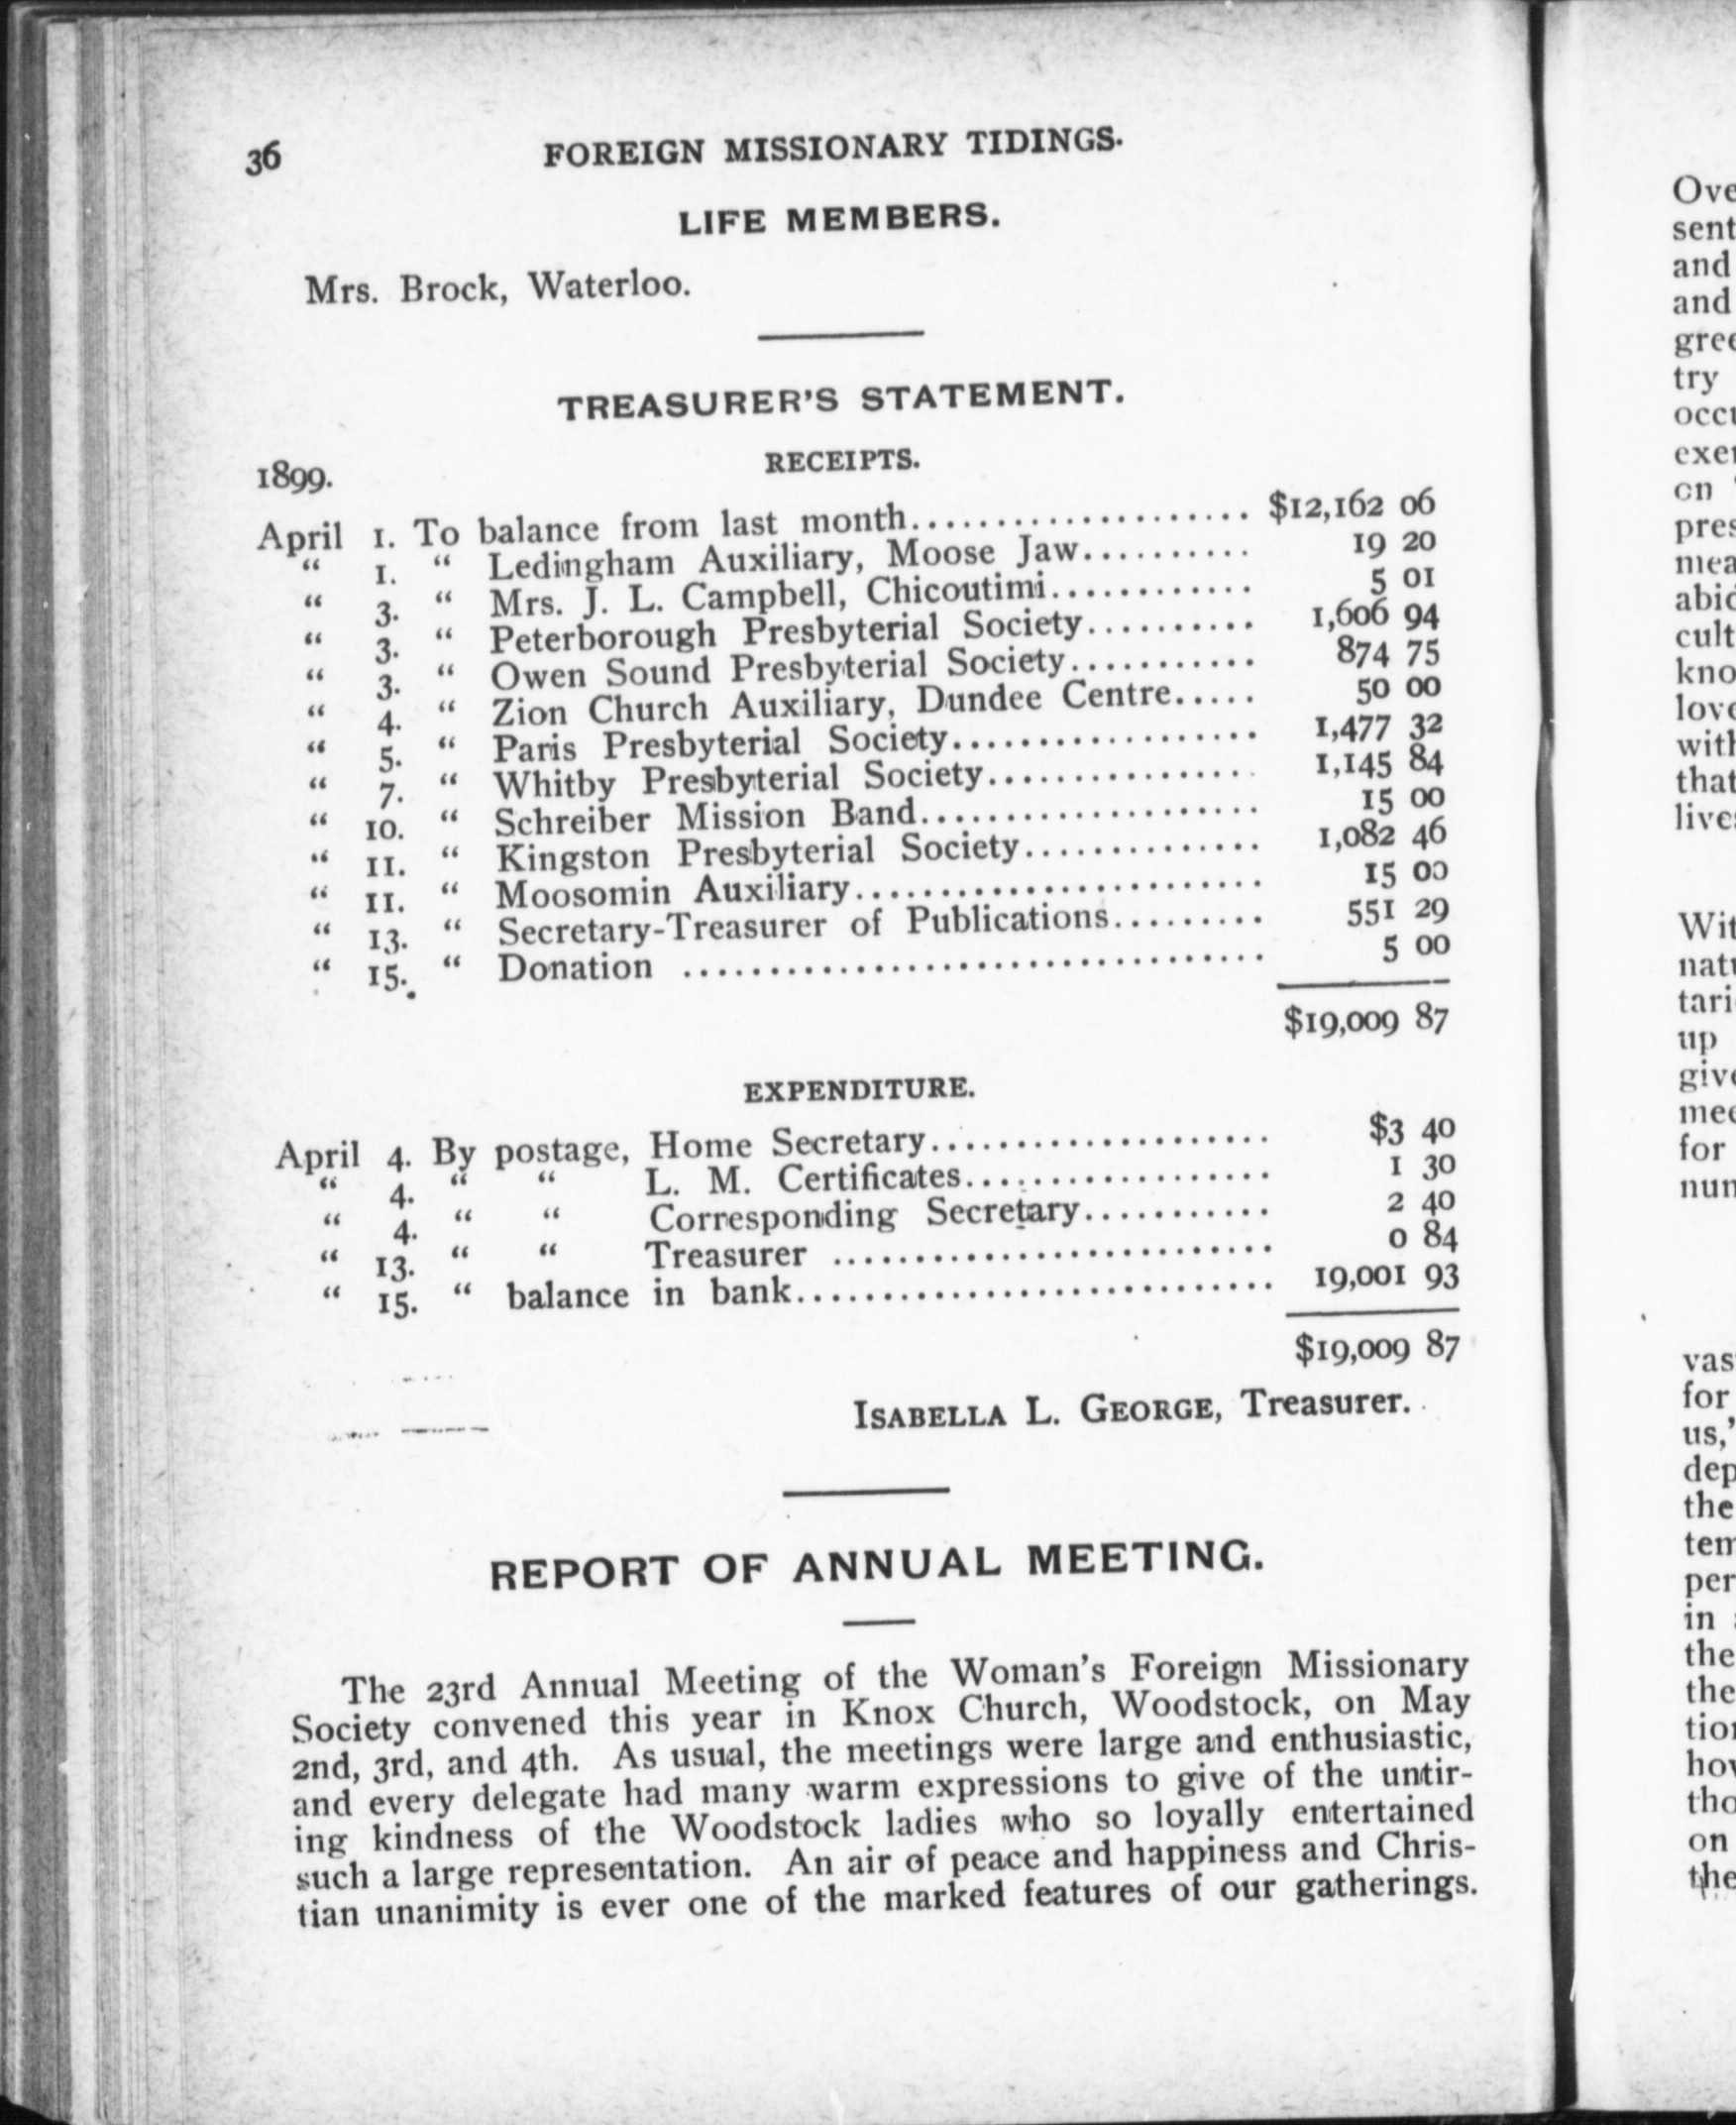 36 FOREIGN MISSIONARY TIDINGS.
LIFE MEMBERS.
Mrs. Brock, Waterloo.
TREASURER'S STATEMENT.
1899. RECEIPTS.
April 1. To balance from last month.................... $12,162 06
" 1. " Ledingham Auxiliary, Moose Jaw.......... 19 20
" 3. " Mrs. J. L. Campbell, Chicoutimi............ 5 01
" 3. " Peterborough Presbyterial Society.......... 1,606 94
" 3. " Owen Sound Presbyterial Society........... 874 75
" 4. " Zion Church Auxiliary, Dundee Centre..... 50 00
" 5. " Paris Presbyterial Society.................. 1,477 32
" 7. " Whitby Presbyterial Society................ 1,145 84
" 10. " Schreiber Mission Band.................... 15 00
" 11. " Kingston Presbyterial Society.............. 1,082 46
" 11. " Moosomin Auxiliary........................ 15 00
" 13. " Secretary-Treasurer of Publications......... 551 29
" 15. " Donation .................................. 5 00
$19,009 87
EXPENDITURE.
April 4. By postage, Home Secretary.................... $3 40
" 4. " " L. M. Certificates.................. 1 30
" 4. " " Corresponding Secretary........... 2 40
" 13. " " Treasurer .......................... 0 84
" 15. " balance in bank............................ 19,001 93
$19,009 87
ISABELLA L. GEORGE, Treasurer.
REPORT OF ANNUAL MEETING.
The 23rd Annual Meeting of the Woman's Foreign Missionary
Society convened this year in Knox Church, Woodstock, on May
2nd, 3rd, and 4th. As usual, the meetings were large and enthusiastic,
and every delegate had many warm expressions to give of the untir-
ing kindness of the Woodstock ladies who so loyally entertained
such a large representation. An air of peace and happiness and Chris-
tian unanimity is ever one of the marked features of our gatherings.